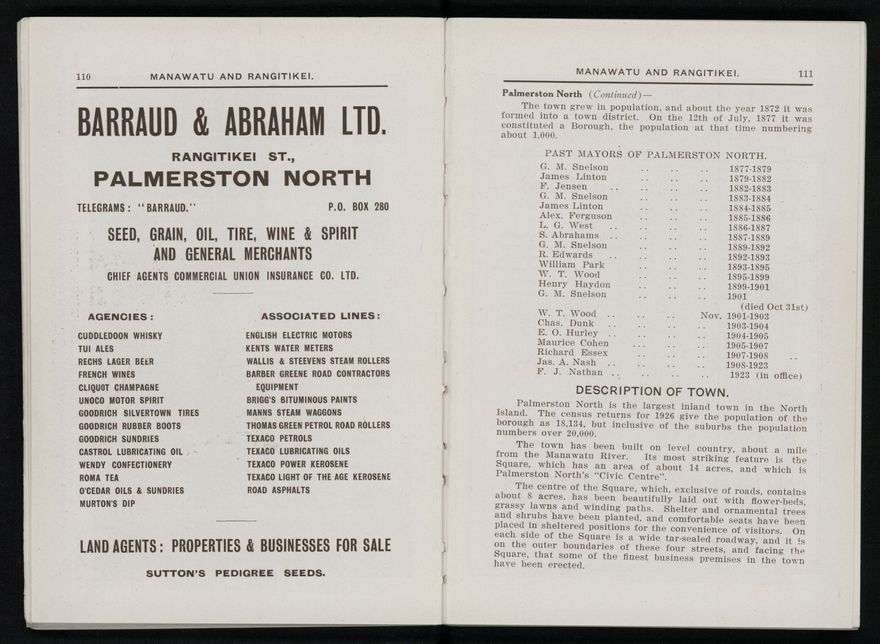 110 MANAWATU AND RANGITIKEI.
BARRAUD & ABRAHAM LTD.
RANGITIKEI ST.,
PALMERSTON NORTH
TELEGRAMS: "BARRAUD." P.O. BOX 280
SEED, GRAIN, OIL, TIRE, WINE & SPIRIT
AND GENERAL MERCHANTS
CHIEF AGENTS COMMERCIAL UNION INSURANCE CO. LTD.
AGENCIES:
CUDDLEDOON WHISKY
TUI ALES
RECHS LAGER BEER
FRENCH WINES
CLIQUOT CHAMPAGNE
UNOCO MOTOR SPIRIT
GOODRICH SILVERTOWN TIRES
GOODRICH RUBBER BOOTS
GOODRICH SUNDRIES
CASTROL LUBRICATING OIL
WENDY CONFECTIONERY
ROMA TEA
O'CEDAR OILS & SUNDRIES
MURTON'S DIP
ASSOCIATED LINES:
ENGLISH ELECTRIC MOTORS
KENTS WATER METERS
WALLIS & STEEVENS STEAM ROLLERS
BARBER GREENE ROAD CONTRACTORS
EQUIPMENT
BRIGG'S BITUMINOUS PAINTS
MANNS STEAM WAGGONS
THOMAS GREEN PETROL ROAD ROLLERS
TEXACO PETROLS
TEXACO LUBRICATING OILS
TEXACO POWER KEROSENE
TEXACO LIGHT OF THE AGE KEROSENE
ROAD ASPHALTS
LAND AGENTS: PROPERTIES & BUSINESSES FOR SALE
SUTTON'S PEDIGREE SEEDS.
MANAWATU AND RANGITIKEI. 111
Palmerston North (Continued)—
The town grew in population, and about the year 1872 it was
formed into a town district. On the 12th of July, 1877 it was
constituted a Borough, the population at that time numbering
about 1,000.
PAST MAYORS OF PALMERSTON NORTH.
G. M. Snelson .. .. .. 1877-1879
James Linton .. .. .. 1879-1882
F. Jensen .. .. .. .. 1882-1883
G. M. Snelson .. .. .. 1883-1884
James Linton .. .. .. 1884-1885
Alex. Ferguson .. .. .. 1885-1886
L. G. West .. .. .. .. 1886-1887
S. Abrahams .. .. .. .. 1887-1889
G. M. Snelson .. .. .. 1889-1892
R. Edwards .. .. .. .. 1892-1893
William Park .. .. .. 1893-1895
W. T. Wood .. .. .. 1895-1899
Henry Haydon .. .. .. 1899-1901
G. M. Snelson .. .. .. 1901
(died Oct 31st)
W. T. Wood .. .. .. Nov. 1901-1903
Chas. Dunk .. .. .. .. 1903-1904
E. O. Hurley .. .. .. .. 1904-1905
Maurice Cohen .. .. .. 1905-1907
Richard Essex .. .. .. 1907-1908
Jas. A. Nash .. .. .. .. 1908-1923
F. J. Nathan .. .. .. .. 1923 (in office)
DESCRIPTION OF TOWN.
Palmerston North is the largest inland town in the North
Island. The census returns for 1926 give the population of the
borough as 18,134, but inclusive of the suburbs the population
numbers over 20,000.
The town has been built on level country, about a mile
from the Manawatu River. Its most striking feature is the
Square, which has an area of about 14 acres, and which is
Palmerston North's "Civic Centre".
The centre of the Square, which, exclusive of roads, contains
about 8 acres, has been beautifully laid out with flower-beds,
grassy lawns and winding paths. Shelter and ornamental trees
and shrubs have been planted, and comfortable seats have been
placed in sheltered positions for the convenience of visitors. On
each side of the Square is a wide tar-sealed roadway, and it is
on the outer boundaries of these four streets, and facing the
Square, that some of the finest business premises in the town
have been erected.